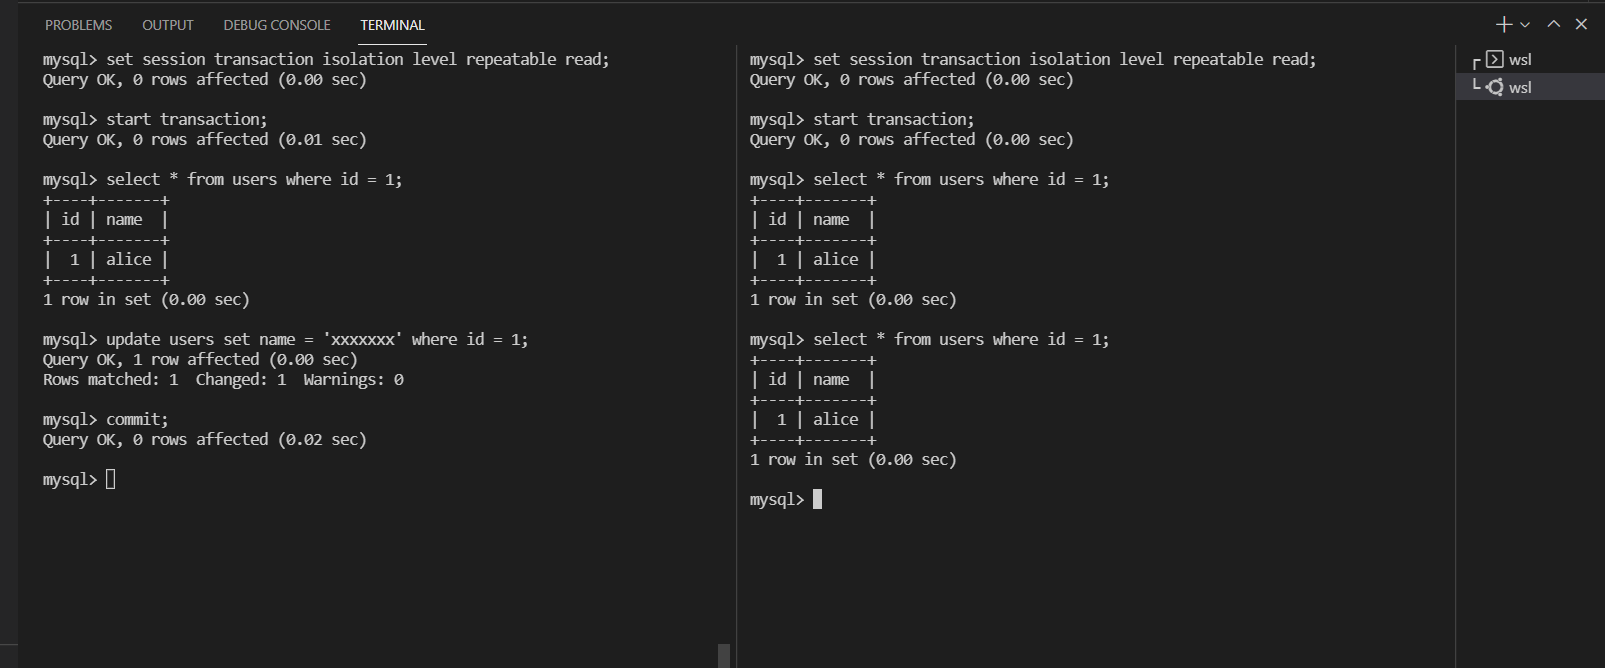 PROBLEMS OUTPUT DEBUG CONSOLE TERMINAL
mysql> set session transaction isolation level repeatable read;
Query OK, 0 rows affected (0.00 sec)
mysql> start transaction;
Query OK, 0 rows affected (0.01 sec)
mysql> select * from users where id = 1;
+----+-------+
| id | name  |
+----+-------+
|  1 | alice |
+----+-------+
1 row in set (0.00 sec)
mysql> update users set name = 'xxxxxxx' where id = 1;
Query OK, 1 row affected (0.00 sec)
Rows matched: 1  Changed: 1  Warnings: 0
mysql> commit;
Query OK, 0 rows affected (0.02 sec)
mysql>
mysql> set session transaction isolation level repeatable read;
Query OK, 0 rows affected (0.00 sec)
mysql> start transaction;
Query OK, 0 rows affected (0.00 sec)
mysql> select * from users where id = 1;
+----+-------+
| id | name  |
+----+-------+
|  1 | alice |
+----+-------+
1 row in set (0.00 sec)
mysql> select * from users where id = 1;
+----+-------+
| id | name  |
+----+-------+
|  1 | alice |
+----+-------+
1 row in set (0.00 sec)
mysql>
wsl
wsl